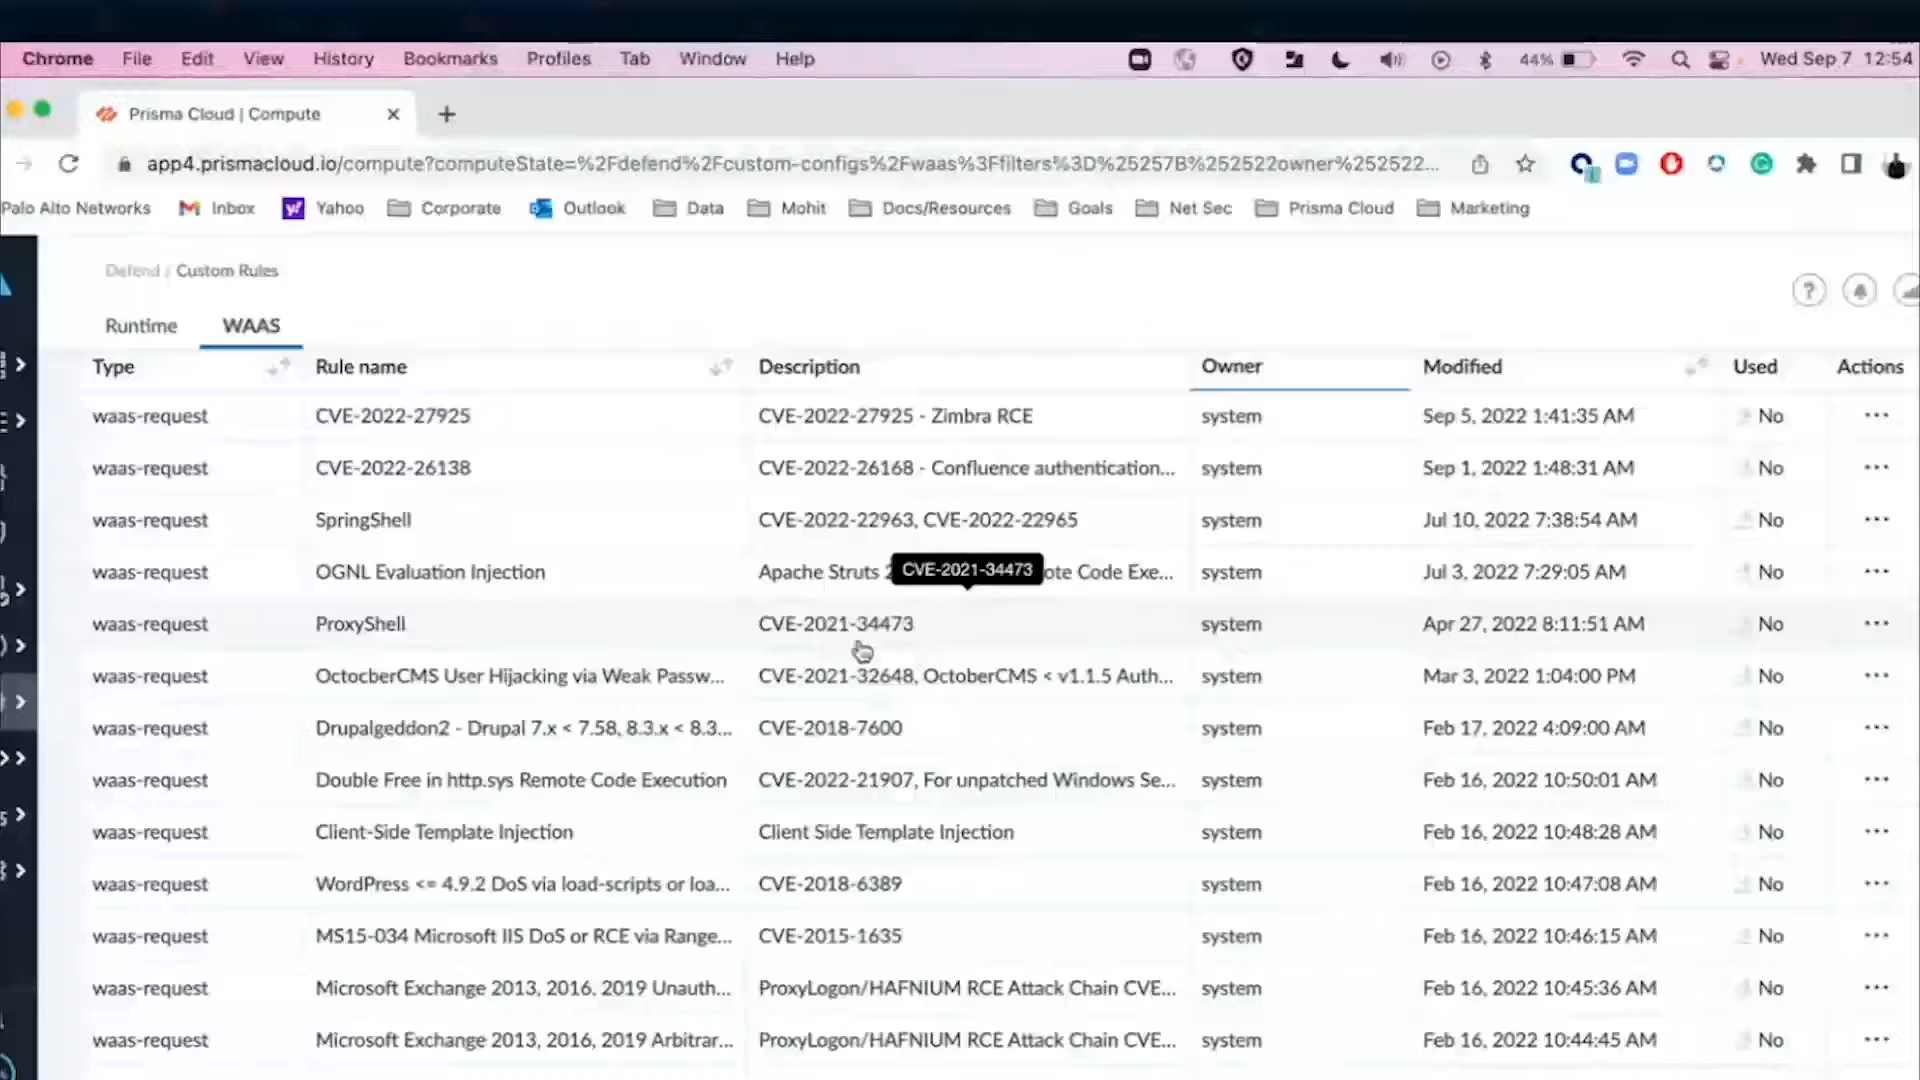 Chrome File Edit View History Bookmarks Profiles Tab Window Help 44% Wed Sep 7 12:54
Prisma Cloud | Compute
app4.prismacloud.io/compute?computeState=%2Fdefend%2Fcustom-configs%2Fwaas%3Ffilters%3D%25257B%252522owner%252522...
Palo Alto Networks Inbox Yahoo Corporate Outlook Data Mohit Docs/Resources Goals Net Sec Prisma Cloud Marketing
Defend / Custom Rules
Runtime WAAS
Type Rule name Description Owner Modified Used Actions
waas-request CVE-2022-27925 CVE-2022-27925 - Zimbra RCE system Sep 5, 2022 1:41:35 AM No
waas-request CVE-2022-26138 CVE-2022-26168 - Confluence authentication... system Sep 1, 2022 1:48:31 AM No
waas-request SpringShell CVE-2022-22963, CVE-2022-22965 system Jul 10, 2022 7:38:54 AM No
CVE-2021-34473
waas-request OGNL Evaluation Injection Apache Struts ote Code Exe... system Jul 3, 2022 7:29:05 AM No
waas-request ProxyShell CVE-2021-34473 system Apr 27, 2022 8:11:51 AM No
waas-request OctocberCMS User Hijacking via Weak Passw... CVE-2021-32648, OctoberCMS < v1.1.5 Auth... system Mar 3, 2022 1:04:00 PM No
waas-request Drupalgeddon2 - Drupal 7.x < 7.58, 8.3.x < 8.3... CVE-2018-7600 system Feb 17, 2022 4:09:00 AM No
waas-request Double Free in http.sys Remote Code Execution CVE-2022-21907, For unpatched Windows Se... system Feb 16, 2022 10:50:01 AM No
waas-request Client-Side Template Injection Client Side Template Injection system Feb 16, 2022 10:48:28 AM No
waas-request WordPress <= 4.9.2 DoS via load-scripts or loa... CVE-2018-6389 system Feb 16, 2022 10:47:08 AM No
waas-request MS15-034 Microsoft IIS DoS or RCE via Range... CVE-2015-1635 system Feb 16, 2022 10:46:15 AM No
waas-request Microsoft Exchange 2013, 2016, 2019 Unauth... ProxyLogon/HAFNIUM RCE Attack Chain CVE... system Feb 16, 2022 10:45:36 AM No
waas-request Microsoft Exchange 2013, 2016, 2019 Arbitrar... ProxyLogon/HAFNIUM RCE Attack Chain CVE... system Feb 16, 2022 10:44:45 AM No